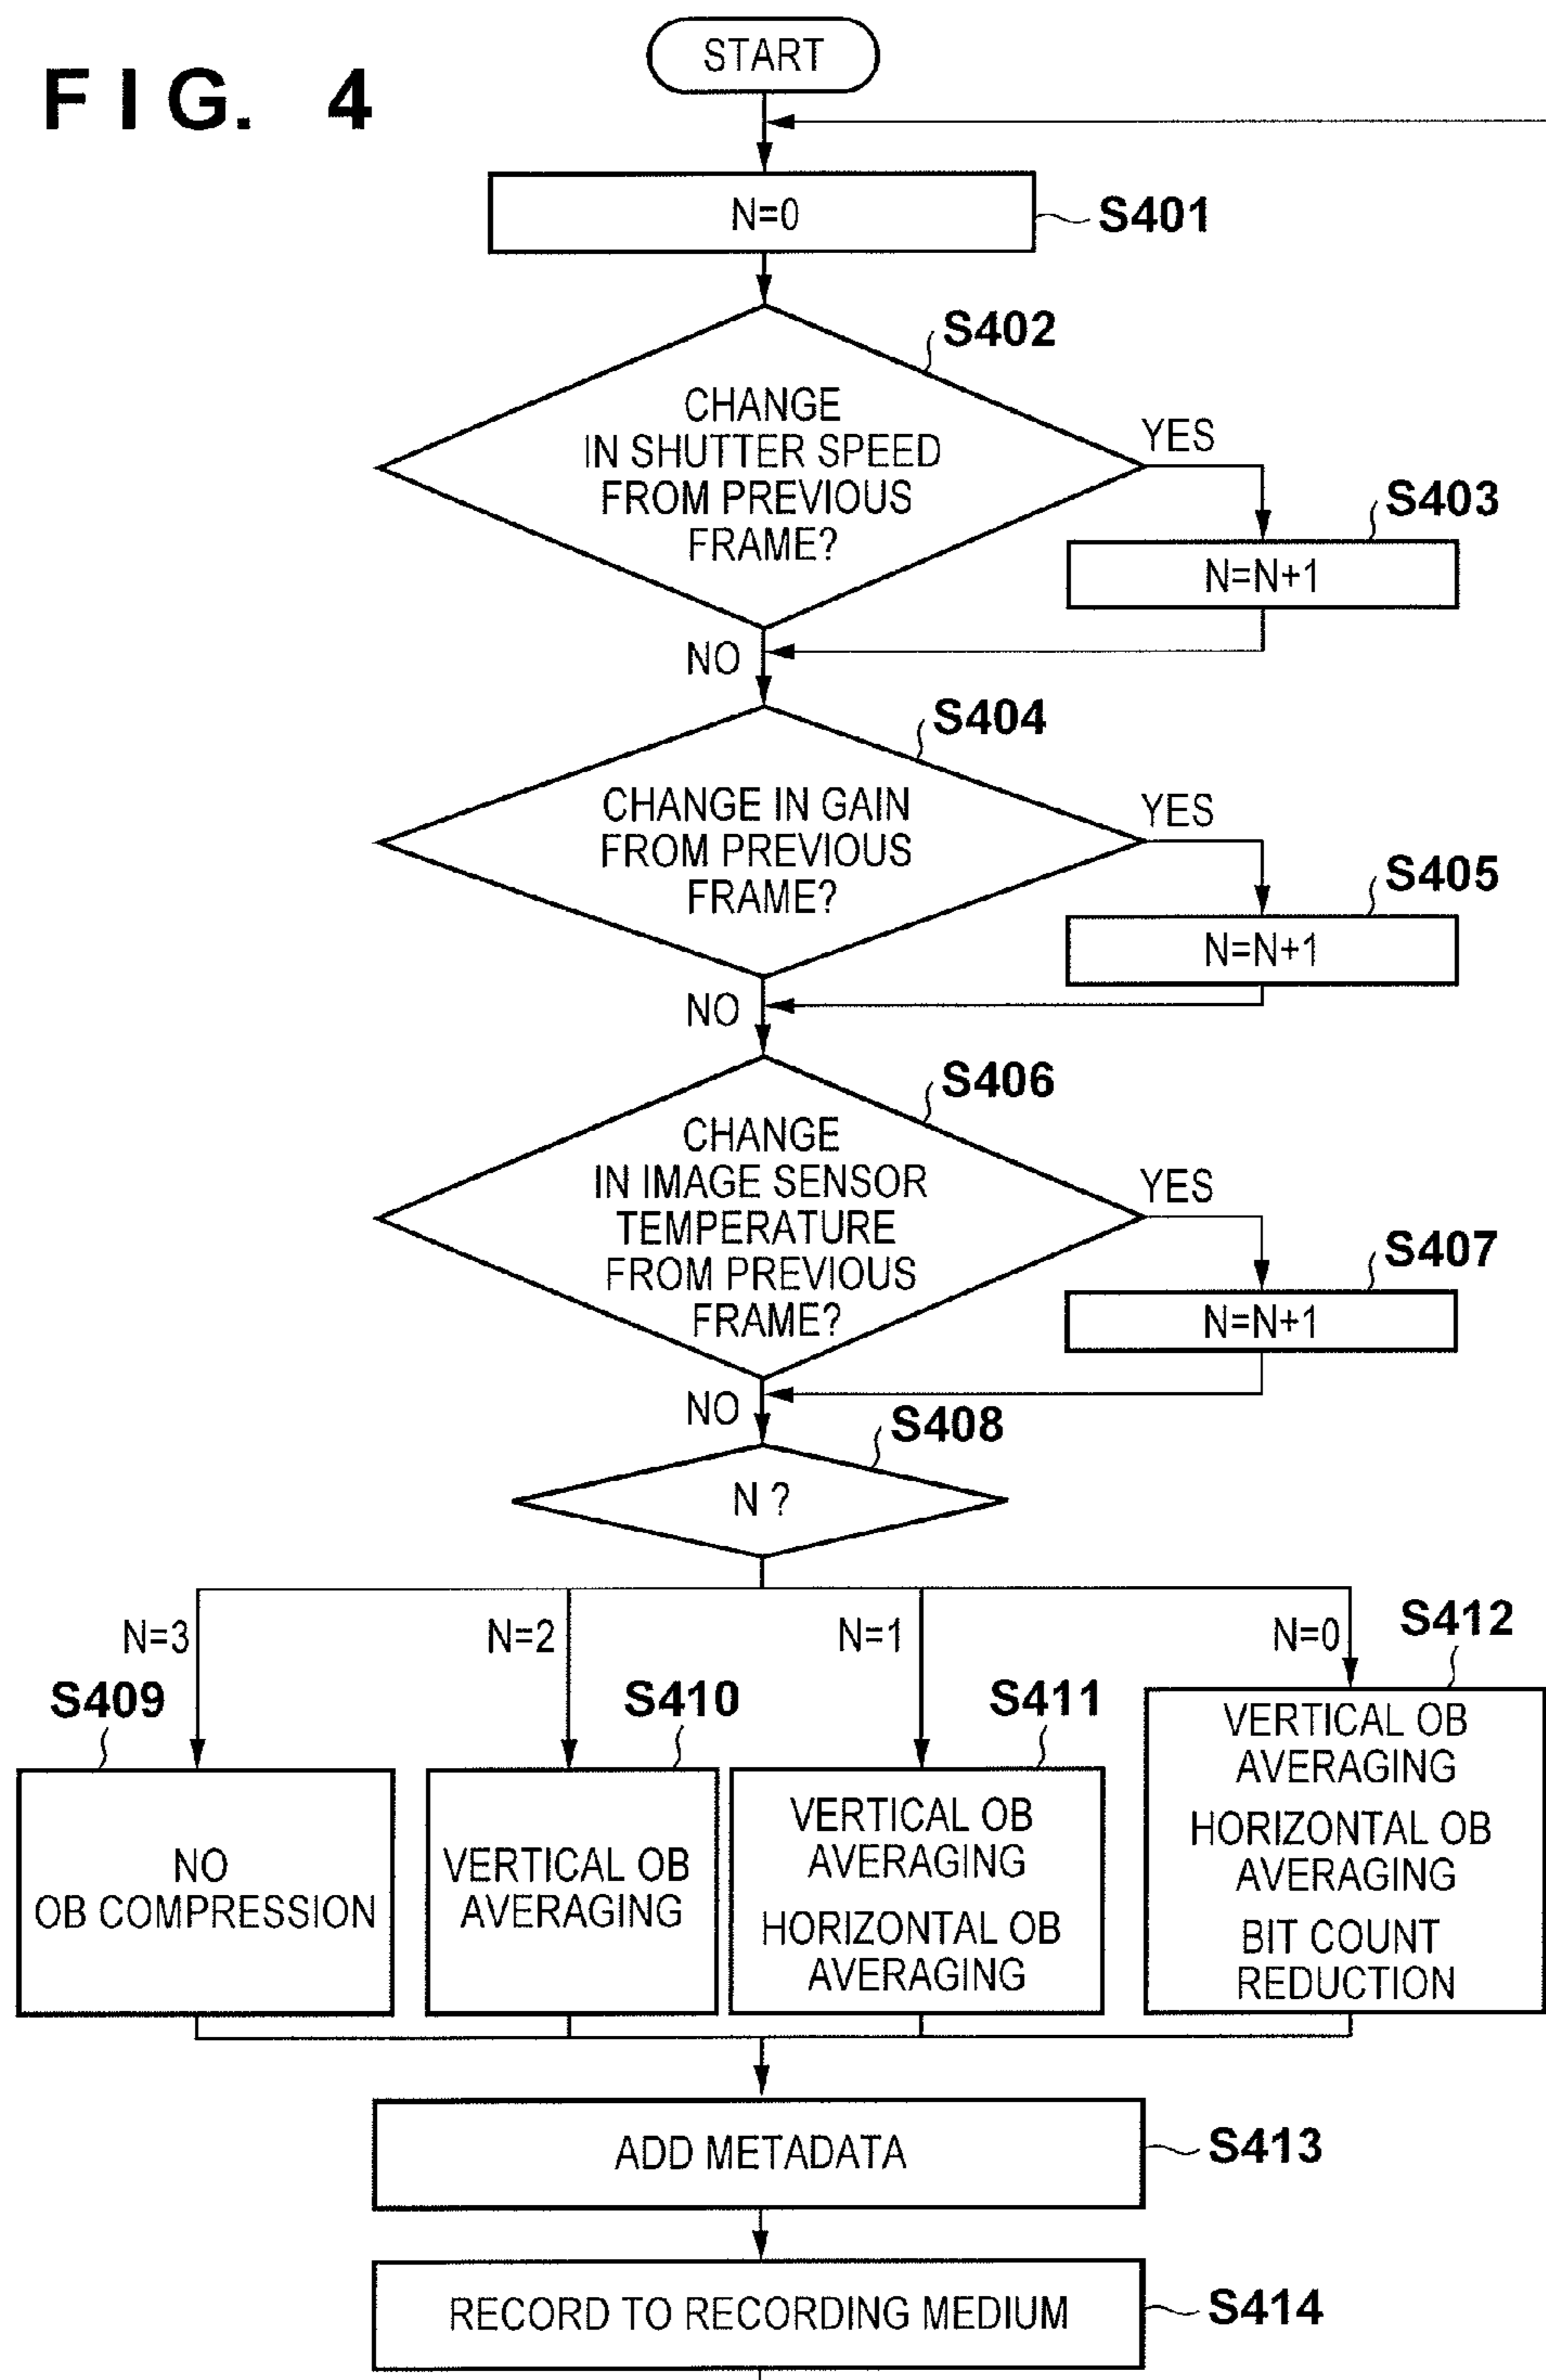 FIG. 4
START
N=0
S401
S402
CHANGE
IN SHUTTER SPEED
FROM PREVIOUS
FRAME?
YES
S403
N=N+1
NO
S404
CHANGE IN GAIN
FROM PREVIOUS
FRAME?
YES
S405
N=N+1
NO
S406
CHANGE
IN IMAGE SENSOR
TEMPERATURE
FROM PREVIOUS
FRAME?
YES
S407
N=N+1
NO
S408
N ?
N=3
N=2
N=1
N=0
S409
NO
OB COMPRESSION
S410
VERTICAL OB
AVERAGING
S411
VERTICAL OB
AVERAGING
HORIZONTAL OB
AVERAGING
S412
VERTICAL OB
AVERAGING
HORIZONTAL OB
AVERAGING
BIT COUNT
REDUCTION
ADD METADATA
S413
RECORD TO RECORDING MEDIUM
S414